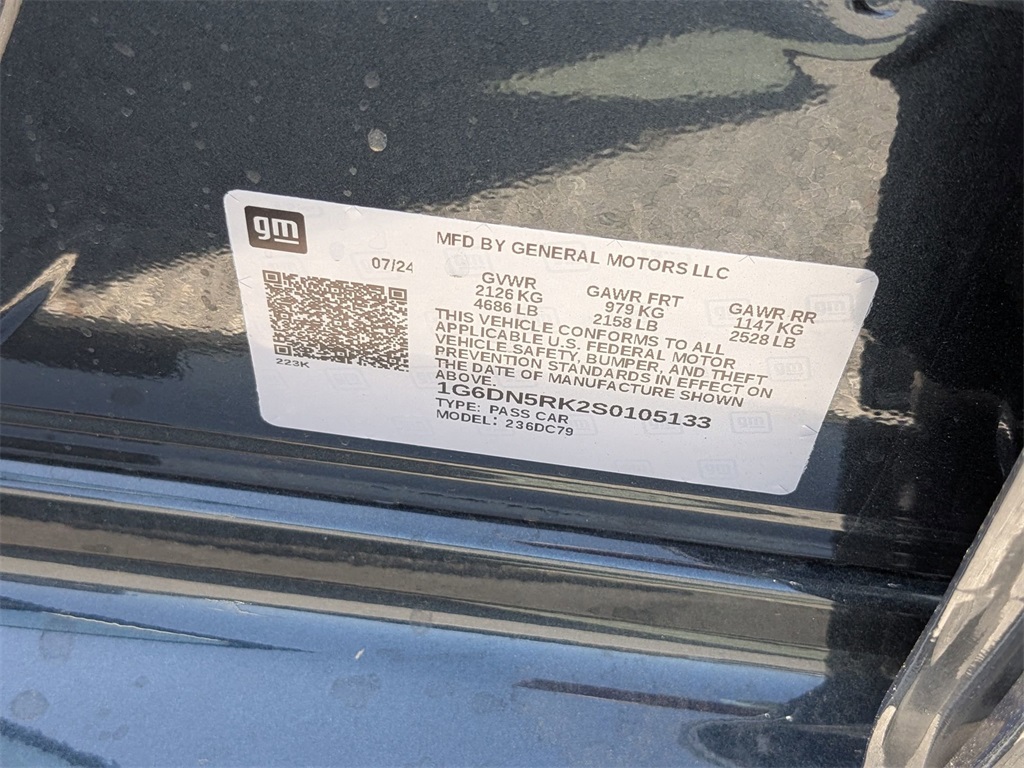 gm
MFD BY GENERAL MOTORS LLC
07/24
GVWR
2126 KG
4686 LB
GAWR FRT
979 KG
2158 LB
GAWR RR
1147 KG
2528 LB
THIS VEHICLE CONFORMS TO ALL
APPLICABLE U.S. FEDERAL MOTOR
VEHICLE SAFETY, BUMPER, AND THEFT
PREVENTION STANDARDS IN EFFECT ON
THE DATE OF MANUFACTURE SHOWN
ABOVE.
223K
1G6DN5RK2S0105133
TYPE: PASS CAR
MODEL: 236DC79